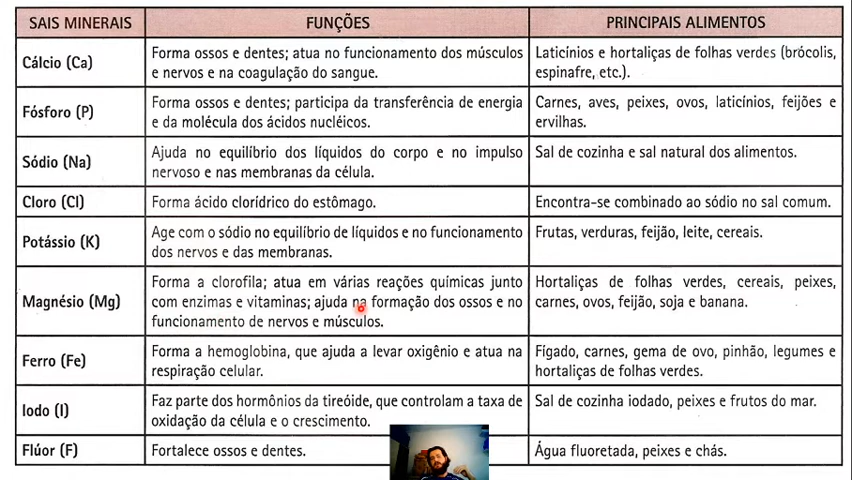 SAIS MINERAIS FUNÇÕES PRINCIPAIS ALIMENTOS
Cálcio (Ca)
Forma ossos e dentes; atua no funcionamento dos músculos
e nervos e na coagulação do sangue.
Laticínios e hortaliças de folhas verdes (brócolis,
espinafre, etc.).
Fósforo (P)
Forma ossos e dentes; participa da transferência de energia
e da molécula dos ácidos nucléicos.
Carnes, aves, peixes, ovos, laticínios, feijões e
ervilhas.
Sódio (Na)
Ajuda no equilíbrio dos líquidos do corpo e no impulso
nervoso e nas membranas da célula.
Sal de cozinha e sal natural dos alimentos.
Cloro (Cl)
Forma ácido clorídrico do estômago.
Encontra-se combinado ao sódio no sal comum.
Potássio (K)
Age com o sódio no equilíbrio de líquidos e no funcionamento
dos nervos e das membranas.
Frutas, verduras, feijão, leite, cereais.
Magnésio (Mg)
Forma a clorofila; atua em várias reações químicas junto
com enzimas e vitaminas; ajuda na formação dos ossos e no
funcionamento de nervos e músculos.
Hortaliças de folhas verdes, cereais, peixes,
carnes, ovos, feijão, soja e banana.
Ferro (Fe)
Forma a hemoglobina, que ajuda a levar oxigênio e atua na
respiração celular.
Fígado, carnes, gema de ovo, pinhão, legumes e
hortaliças de folhas verdes.
Iodo (I)
Faz parte dos hormônios da tireóide, que controlam a taxa de
oxidação da célula e o crescimento.
Sal de cozinha iodado, peixes e frutos do mar.
Flúor (F)
Fortalece ossos e dentes.
Água fluoretada, peixes e chás.